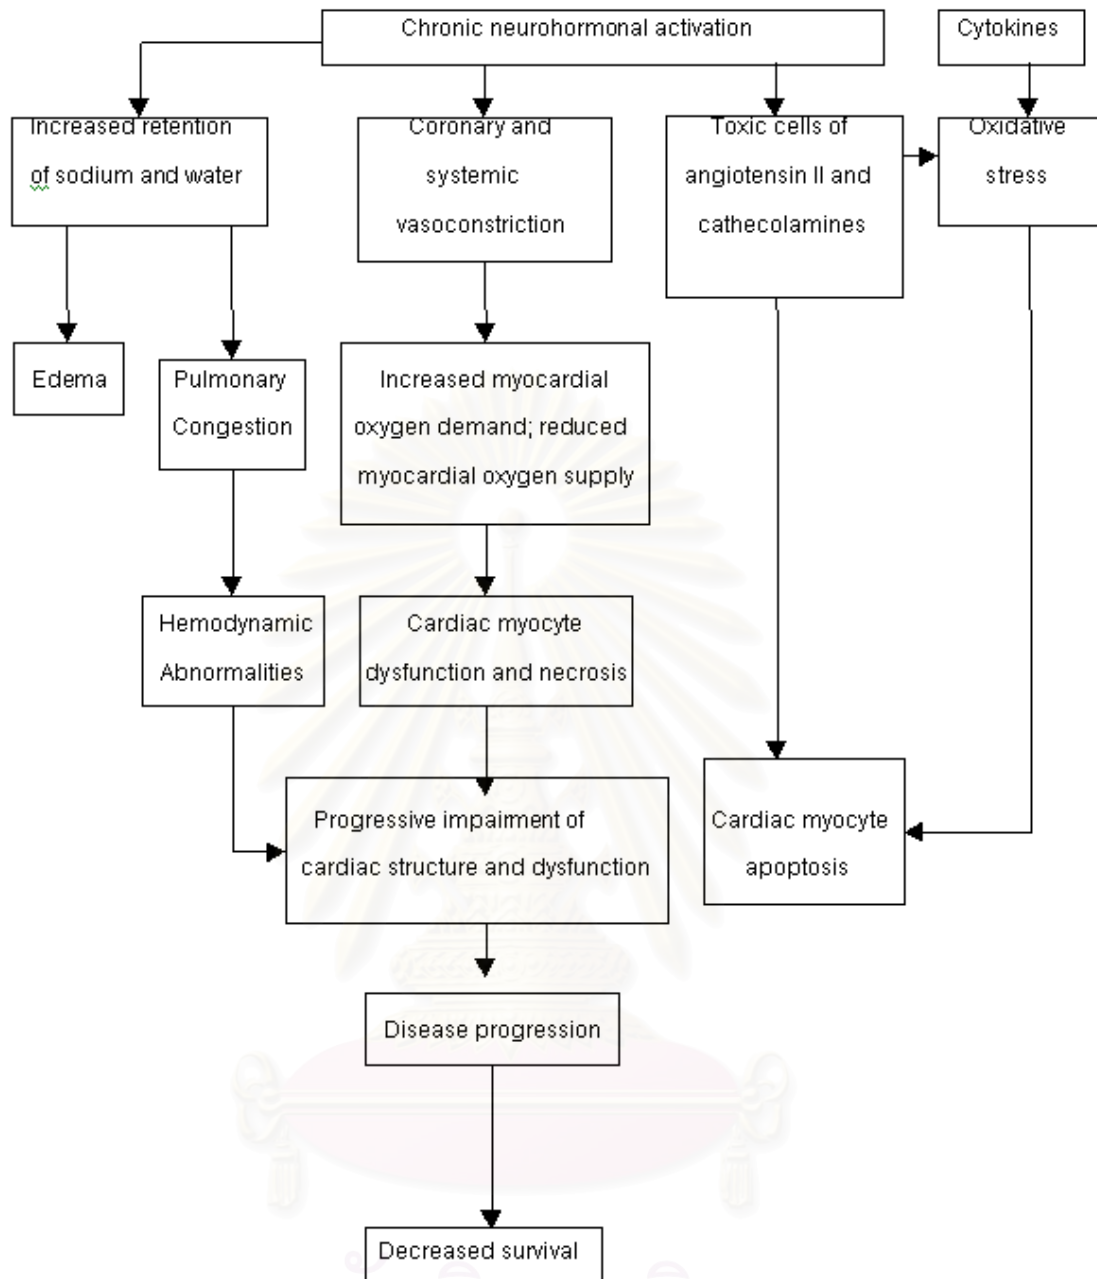 Chronic neurohormonal activation
Cytokines
Increased retention
of sodium and water
Coronary and
systemic
vasoconstriction
Toxic cells of
angiotensin II and
cathecolamines
Oxidative
stress
Edema
Pulmonary
Congestion
Increased myocardial
oxygen demand; reduced
myocardial oxygen supply
Hemodynamic
Abnormalities
Cardiac myocyte
dysfunction and necrosis
Progressive impairment of
cardiac structure and dysfunction
Cardiac myocyte
apoptosis
Disease progression
Decreased survival